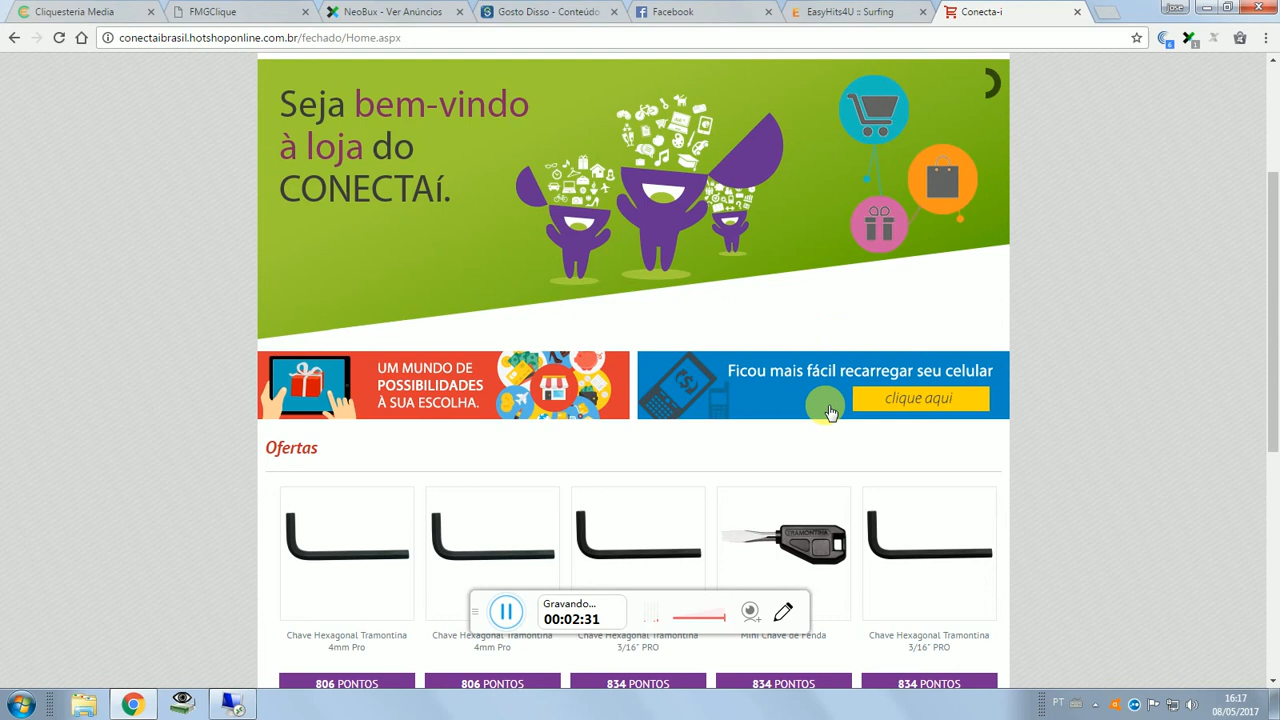 Cliqueteria Media
FMGClique
NeoBux - Ver Anúncios
Gosto Disso - Conteúdo
Facebook
EasyHits4U :: Surfing
Conecta-i
conectaibrasil.hotshoponline.com.br/fechado/Home.aspx
Seja bem-vindo
à loja do
CONECTAí.
UM MUNDO DE
POSSIBILIDADES
À SUA ESCOLHA.
Ficou mais fácil recarregar seu celular
clique aqui
Ofertas
TRAMONTINA
Gravando...
00:02:31
Chave Hexagonal Tramontina
4mm Pro
Chave Hexagonal Tramontina
4mm Pro
Chave Hexagonal Tramontina
3/16" PRO
Mini Chave de Fenda
Chave Hexagonal Tramontina
3/16" PRO
806 PONTOS
806 PONTOS
834 PONTOS
834 PONTOS
834 PONTOS
PT
16:17
08/05/2017